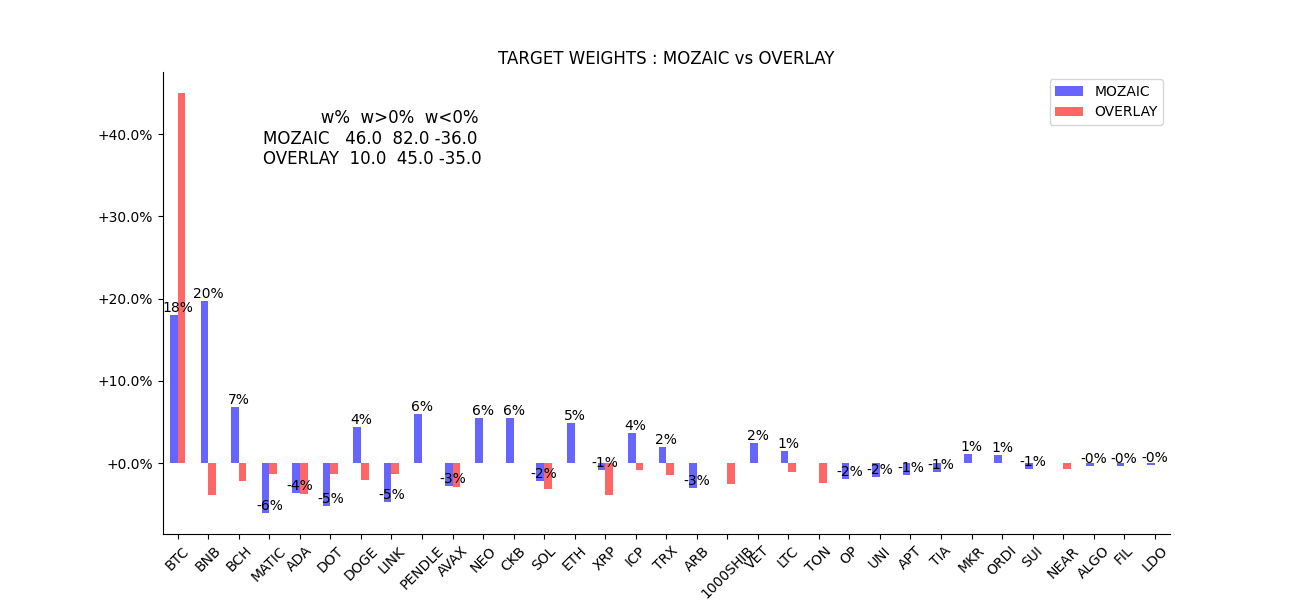 TARGET WEIGHTS : MOZAIC vs OVERLAY
MOZAIC
OVERLAY
w% w>0% w<0%
MOZAIC 46.0 82.0 -36.0
OVERLAY 10.0 45.0 -35.0
+40.0%
+30.0%
+20.0%
+10.0%
+0.0%
18%
20%
7%
-6%
-4%
-5%
4%
-5%
6%
-3%
6%
6%
-2%
5%
-1%
4%
2%
-3%
2%
1%
-2%
-2%
-1%
-1%
1%
1%
-1%
-0%
-0%
-0%
BTC
BNB
BCH
MATIC
ADA
DOT
DOGE
LINK
PENDLE
AVAX
NEO
CKB
SOL
ETH
XRP
ICP
TRX
ARB
1000SHIB
VET
LTC
TON
OP
UNI
APT
TIA
MKR
ORDI
SUI
NEAR
ALGO
FIL
LDO